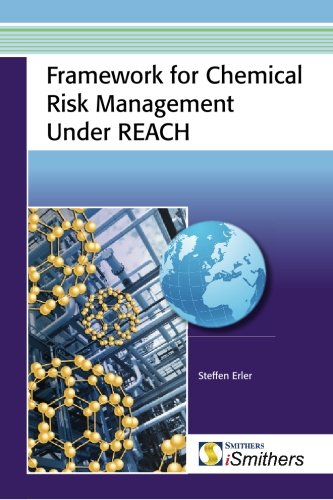 Framework for Chemical
Risk Management
Under REACH
Steffen Erler
SMITHERS
iSmithers